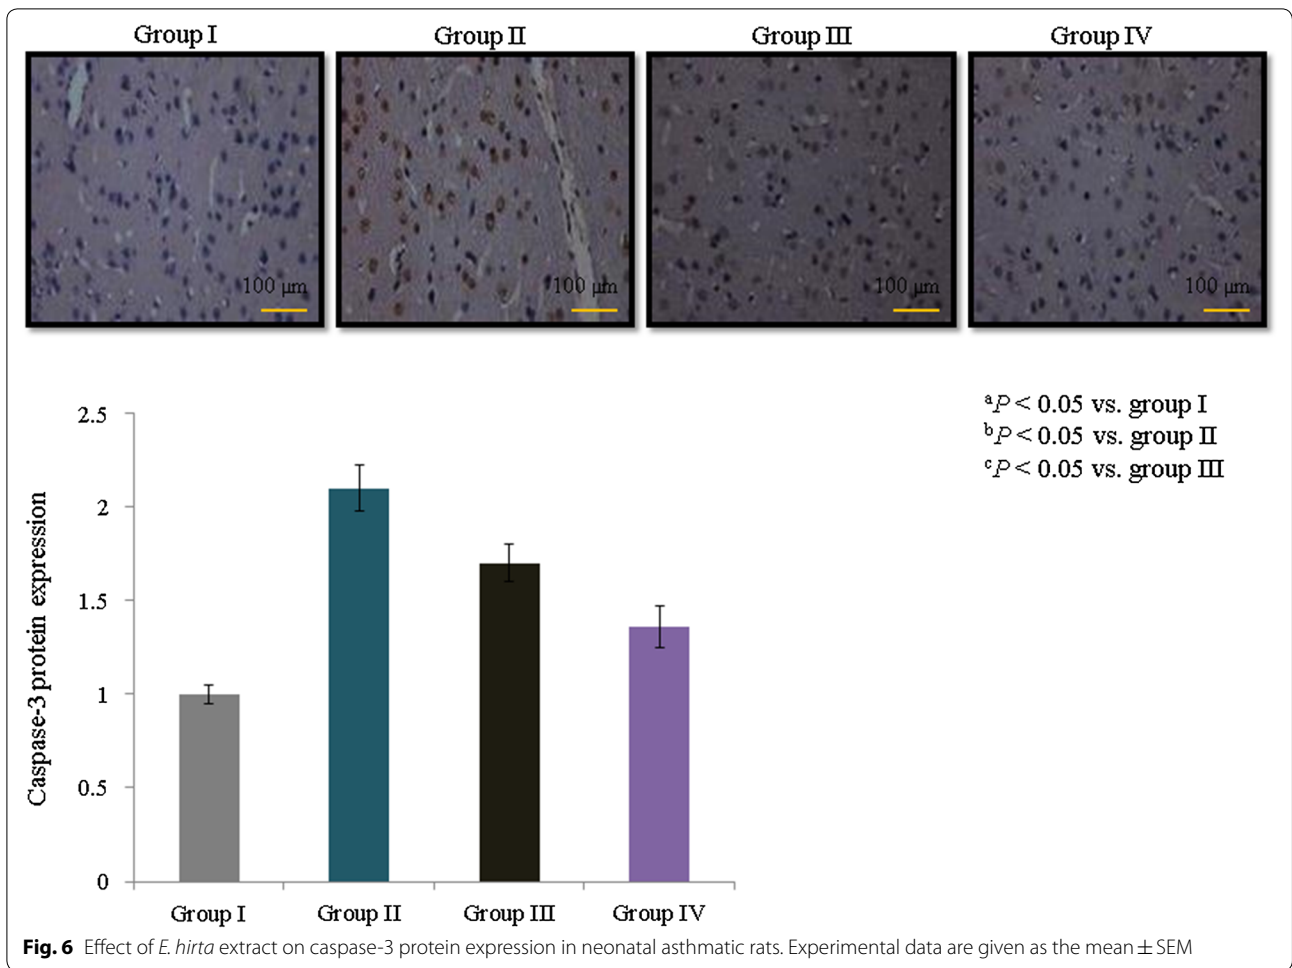 Group I Group II Group III Group IV
100 µm 100 µm 100 µm 100 µm
ᵃP < 0.05 vs. group I
ᵇP < 0.05 vs. group II
ᶜP < 0.05 vs. group III
Caspase-3 protein expression
2.5
2
1.5
1
0.5
0
Group I Group II Group III Group IV
Fig. 6 Effect of E. hirta extract on caspase-3 protein expression in neonatal asthmatic rats. Experimental data are given as the mean ± SEM